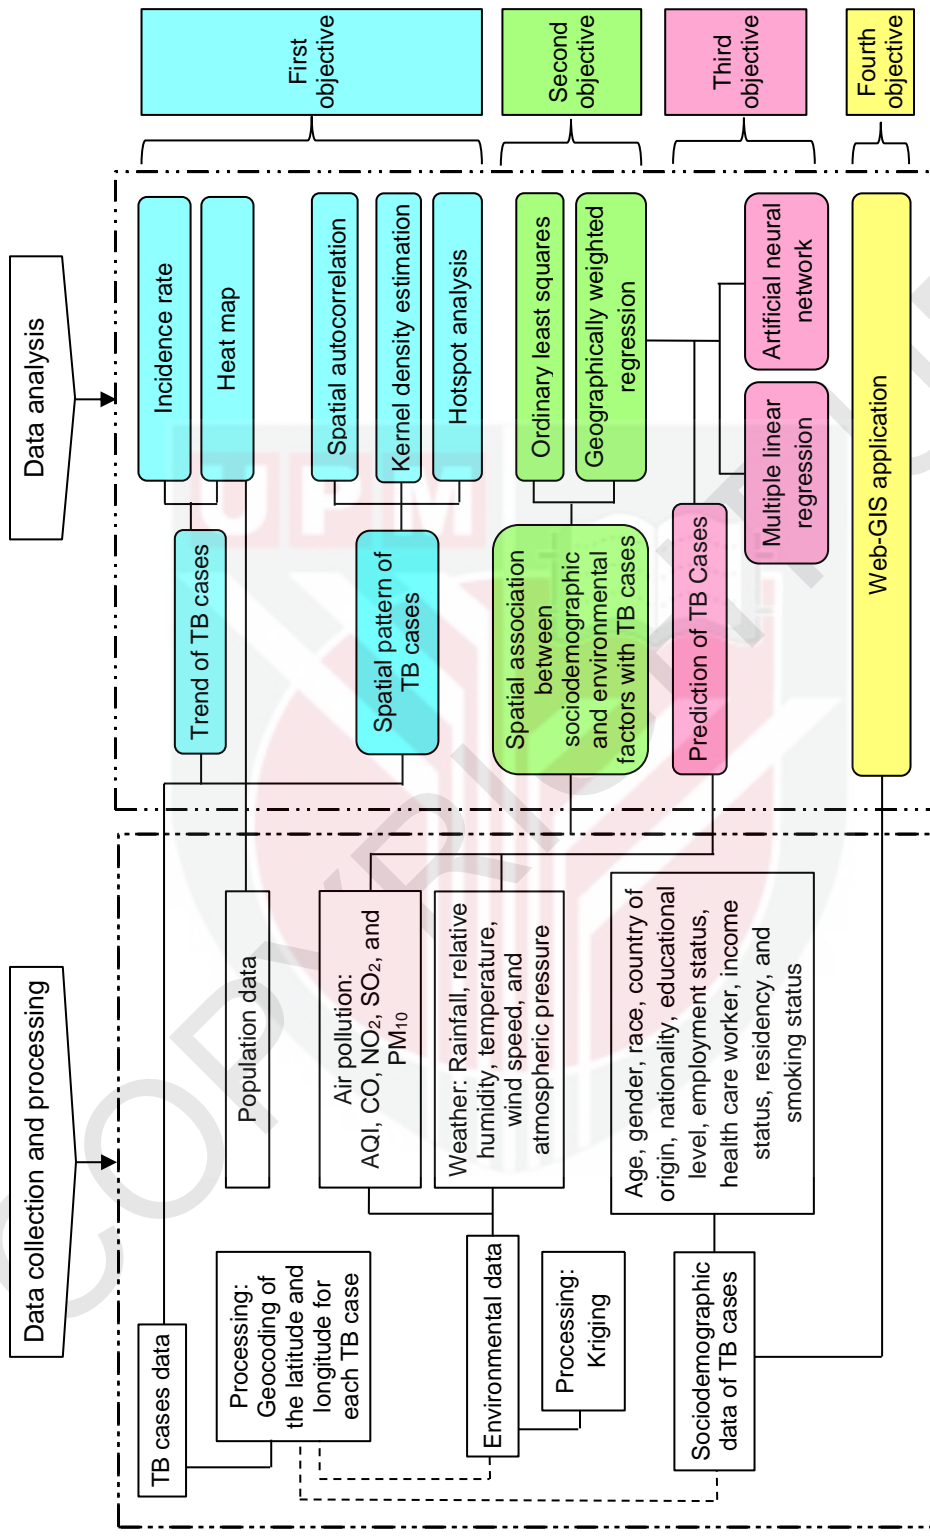 Data collection and processing
Data analysis
TB cases data
Processing:
Geocoding of
the latitude and
longitude for
each TB case
Population data
Environmental data
Processing:
Kriging
Air pollution:
AQI, CO, NO₂, SO₂, and
PM₁₀
Weather: Rainfall, relative
humidity, temperature,
wind speed, and
atmospheric pressure
Sociodemographic
data of TB cases
Age, gender, race, country of
origin, nationality, educational
level, employment status,
health care worker, income
status, residency, and
smoking status
Trend of TB cases
Incidence rate
Heat map
Spatial pattern of
TB cases
Spatial autocorrelation
Kernel density estimation
Hotspot analysis
First
objective
Spatial association
between
sociodemographic
and environmental
factors with TB cases
Ordinary least squares
Geographically weighted
regression
Second
objective
Prediction of TB Cases
Multiple linear
regression
Artificial neural
network
Third
objective
Web-GIS application
Fourth
objective
UPM
COPYRIGHT U